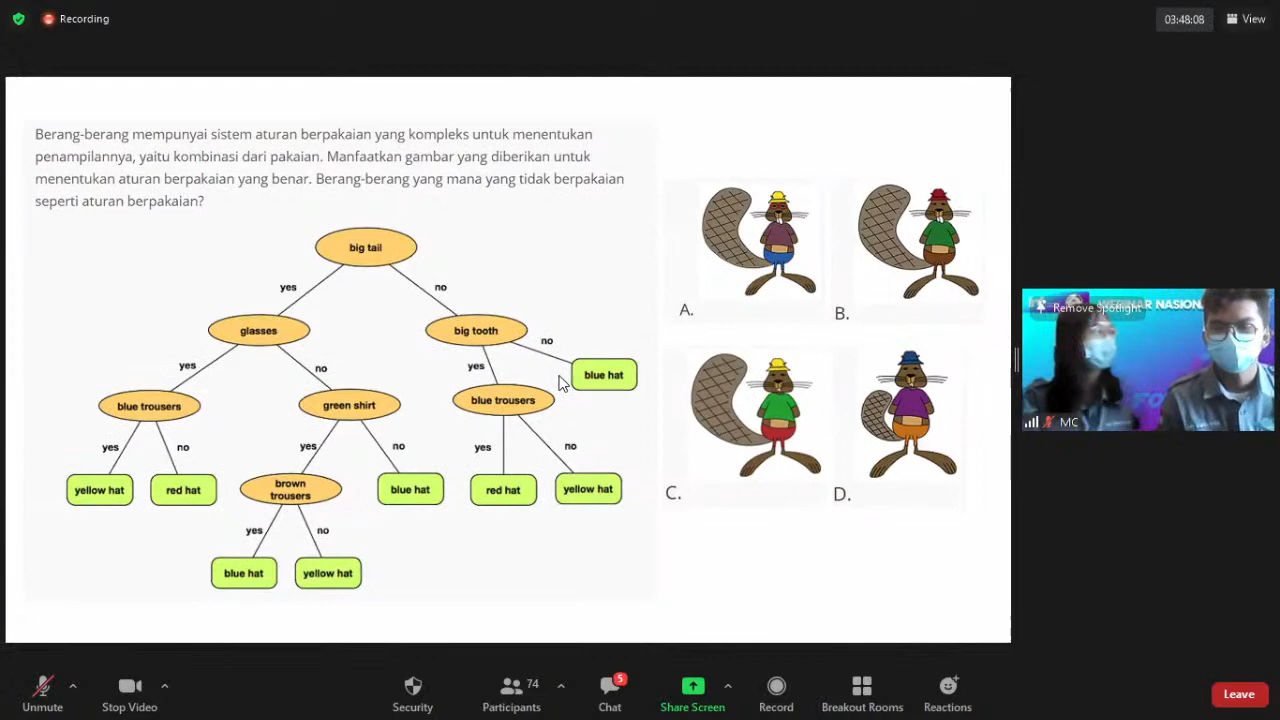 Recording
03:48:08
View
Berang-berang mempunyai sistem aturan berpakaian yang kompleks untuk menentukan
penampilannya, yaitu kombinasi dari pakaian. Manfaatkan gambar yang diberikan untuk
menentukan aturan berpakaian yang benar. Berang-berang yang mana yang tidak berpakaian
seperti aturan berpakaian?
big tail
yes
no
glasses
big tooth
no
yes
no
yes
blue hat
blue trousers
green shirt
blue trousers
yes
no
yes
no
yes
no
yellow hat
red hat
brown
trousers
blue hat
red hat
yellow hat
yes
no
blue hat
yellow hat
A.
B.
C.
D.
WEBINAR NASION
Remove Spotlight
MC
Unmute
Stop Video
Security
74
Participants
5
Chat
Share Screen
Record
Breakout Rooms
Reactions
Leave